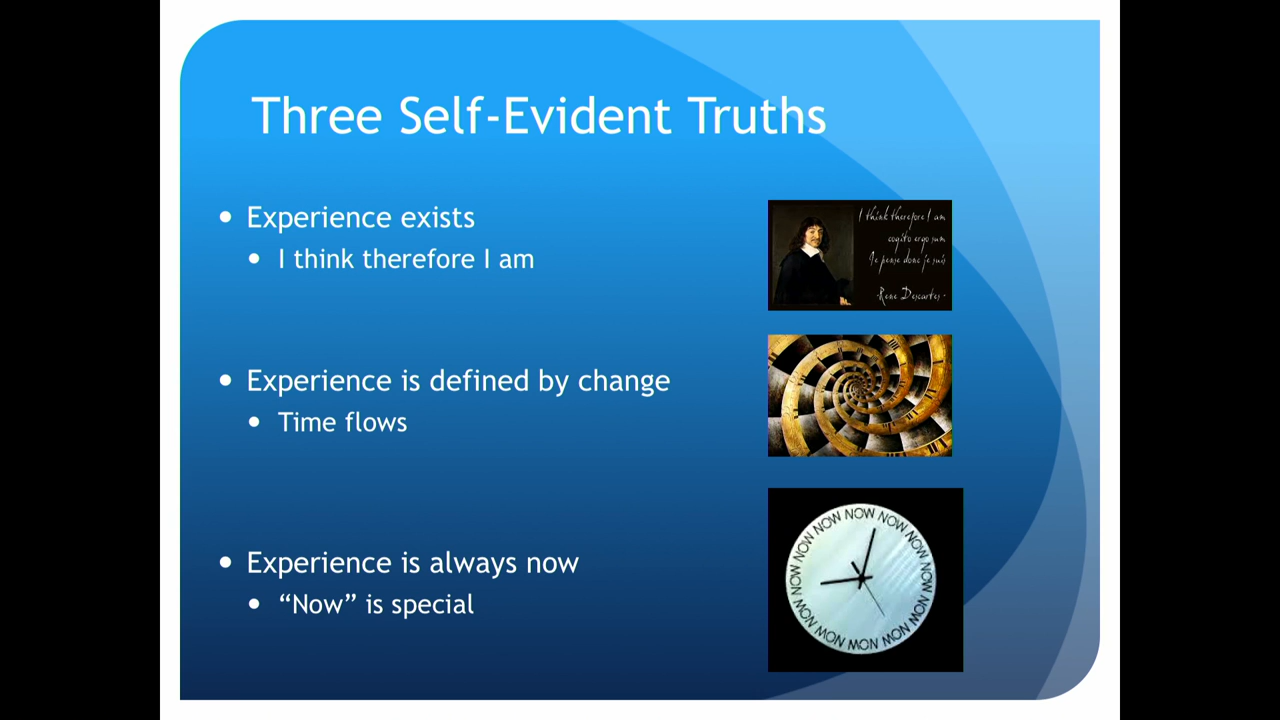 Three Self-Evident Truths
Experience exists
I think therefore I am
I think therefore I am
cogito ergo sum
Je pense donc je suis
·Rene Descartes·
Experience is defined by change
Time flows
Experience is always now
“Now” is special
NOW NOW NOW NOW NOW NOW NOW NOW NOW NOW NOW NOW